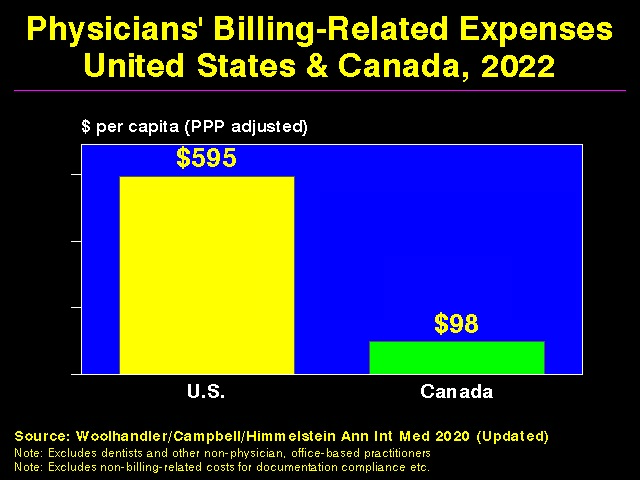 Physicians' Billing-Related Expenses
United States & Canada, 2022
$ per capita (PPP adjusted)
$595
$98
U.S.
Canada
Source: Woolhandler/Campbell/Himmelstein Ann Int Med 2020 (Updated)
Note: Excludes dentists and other non-physician, office-based practitioners
Note: Excludes non-billing-related costs for documentation compliance etc.